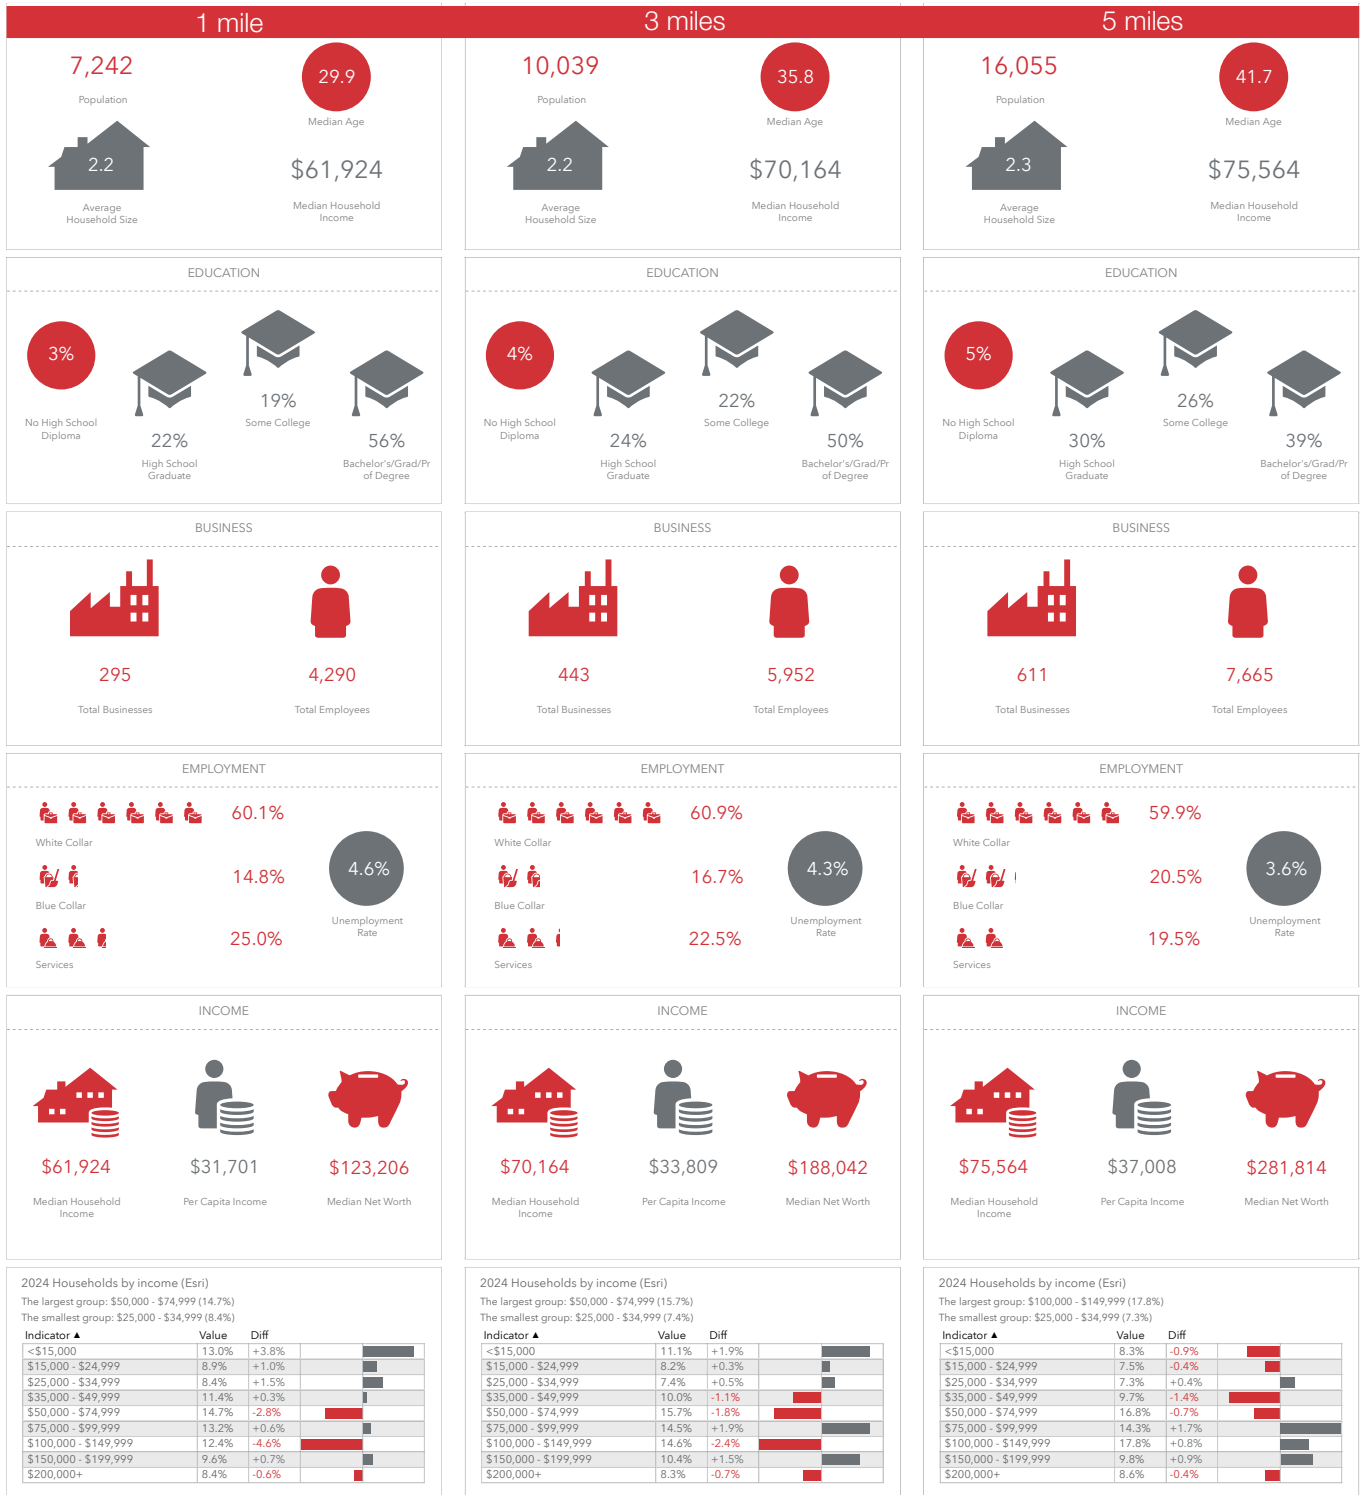 1 mile
7,242
Population
29.9
Median Age
2.2
Average
Household Size
$61,924
Median Household
Income
EDUCATION
3%
No High School
Diploma
22%
High School
Graduate
19%
Some College
56%
Bachelor's/Grad/Pr
of Degree
BUSINESS
295
Total Businesses
4,290
Total Employees
EMPLOYMENT
60.1%
White Collar
14.8%
Blue Collar
25.0%
Services
4.6%
Unemployment
Rate
INCOME
$61,924
Median Household
Income
$31,701
Per Capita Income
$123,206
Median Net Worth
2024 Households by income (Esri)
The largest group: $50,000 - $74,999 (14.7%)
The smallest group: $25,000 - $34,999 (8.4%)
Indicator ▲ Value Diff
<$15,000 13.0% +3.8%
$15,000 - $24,999 8.9% +1.0%
$25,000 - $34,999 8.4% +1.5%
$35,000 - $49,999 11.4% +0.3%
$50,000 - $74,999 14.7% -2.8%
$75,000 - $99,999 13.2% +0.6%
$100,000 - $149,999 12.4% -4.6%
$150,000 - $199,999 9.6% +0.7%
$200,000+ 8.4% -0.6%
3 miles
10,039
Population
35.8
Median Age
2.2
Average
Household Size
$70,164
Median Household
Income
EDUCATION
4%
No High School
Diploma
24%
High School
Graduate
22%
Some College
50%
Bachelor's/Grad/Pr
of Degree
BUSINESS
443
Total Businesses
5,952
Total Employees
EMPLOYMENT
60.9%
White Collar
16.7%
Blue Collar
22.5%
Services
4.3%
Unemployment
Rate
INCOME
$70,164
Median Household
Income
$33,809
Per Capita Income
$188,042
Median Net Worth
2024 Households by income (Esri)
The largest group: $50,000 - $74,999 (15.7%)
The smallest group: $25,000 - $34,999 (7.4%)
Indicator ▲ Value Diff
<$15,000 11.1% +1.9%
$15,000 - $24,999 8.2% +0.3%
$25,000 - $34,999 7.4% +0.5%
$35,000 - $49,999 10.0% -1.1%
$50,000 - $74,999 15.7% -1.8%
$75,000 - $99,999 14.5% +1.9%
$100,000 - $149,999 14.6% -2.4%
$150,000 - $199,999 10.4% +1.5%
$200,000+ 8.3% -0.7%
5 miles
16,055
Population
41.7
Median Age
2.3
Average
Household Size
$75,564
Median Household
Income
EDUCATION
5%
No High School
Diploma
30%
High School
Graduate
26%
Some College
39%
Bachelor's/Grad/Pr
of Degree
BUSINESS
611
Total Businesses
7,665
Total Employees
EMPLOYMENT
59.9%
White Collar
20.5%
Blue Collar
19.5%
Services
3.6%
Unemployment
Rate
INCOME
$75,564
Median Household
Income
$37,008
Per Capita Income
$281,814
Median Net Worth
2024 Households by income (Esri)
The largest group: $100,000 - $149,999 (17.8%)
The smallest group: $25,000 - $34,999 (7.3%)
Indicator ▲ Value Diff
<$15,000 8.3% -0.9%
$15,000 - $24,999 7.5% -0.4%
$25,000 - $34,999 7.3% +0.4%
$35,000 - $49,999 9.7% -1.4%
$50,000 - $74,999 16.8% -0.7%
$75,000 - $99,999 14.3% +1.7%
$100,000 - $149,999 17.8% +0.8%
$150,000 - $199,999 9.8% +0.9%
$200,000+ 8.6% -0.4%